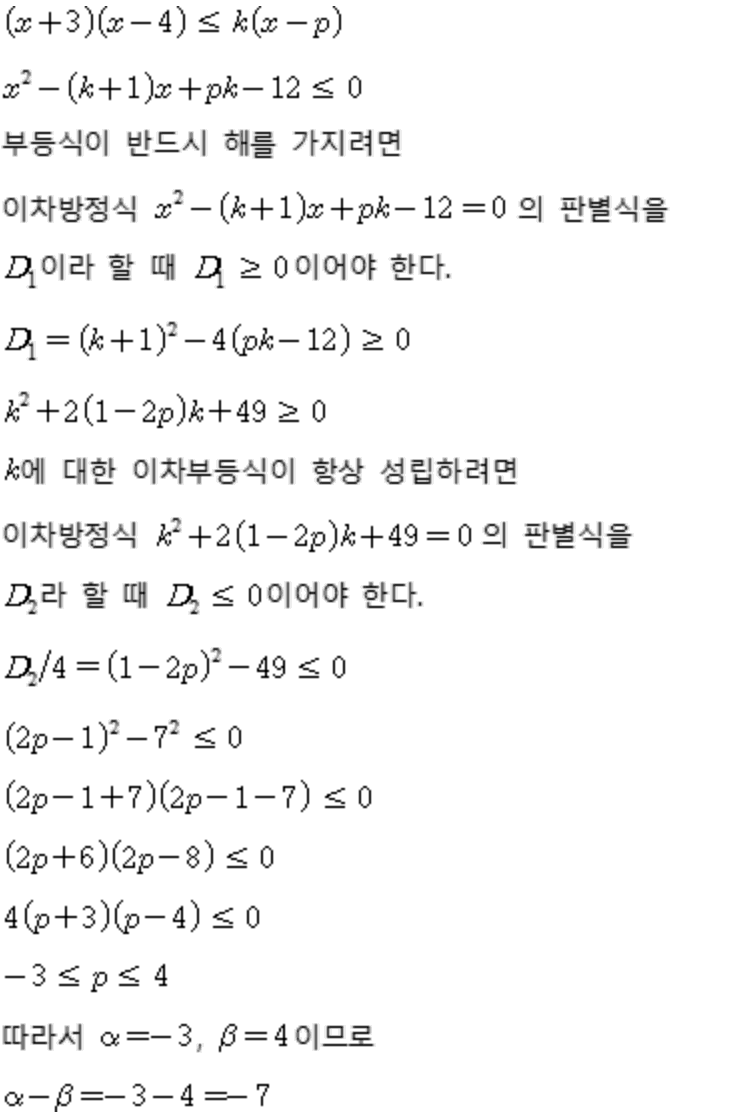 (x+3)(x-4) ≤ k(x-p)
x²-(k+1)x+pk-12 ≤ 0
부등식이 반드시 해를 가지려면
이차방정식 x²-(k+1)x+pk-12=0 의 판별식을
D₁이라 할 때 D₁ ≥ 0이어야 한다.
D₁=(k+1)²-4(pk-12) ≥ 0
k²+2(1-2p)k+49 ≥ 0
k에 대한 이차부등식이 항상 성립하려면
이차방정식 k²+2(1-2p)k+49=0 의 판별식을
D₂라 할 때 D₂ ≤ 0이어야 한다.
D₂/4=(1-2p)²-49 ≤ 0
(2p-1)²-7² ≤ 0
(2p-1+7)(2p-1-7) ≤ 0
(2p+6)(2p-8) ≤ 0
4(p+3)(p-4) ≤ 0
-3 ≤ p ≤ 4
따라서 α=-3, β=4이므로
α-β=-3-4=-7